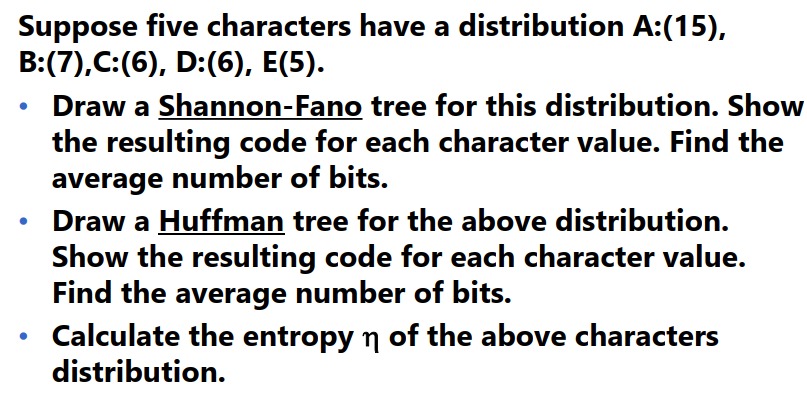 Suppose five characters have a distribution A:(15),
B:(7),C:(6), D:(6), E(5).
• Draw a Shannon-Fano tree for this distribution. Show
the resulting code for each character value. Find the
average number of bits.
• Draw a Huffman tree for the above distribution.
Show the resulting code for each character value.
Find the average number of bits.
• Calculate the entropy η of the above characters
distribution.